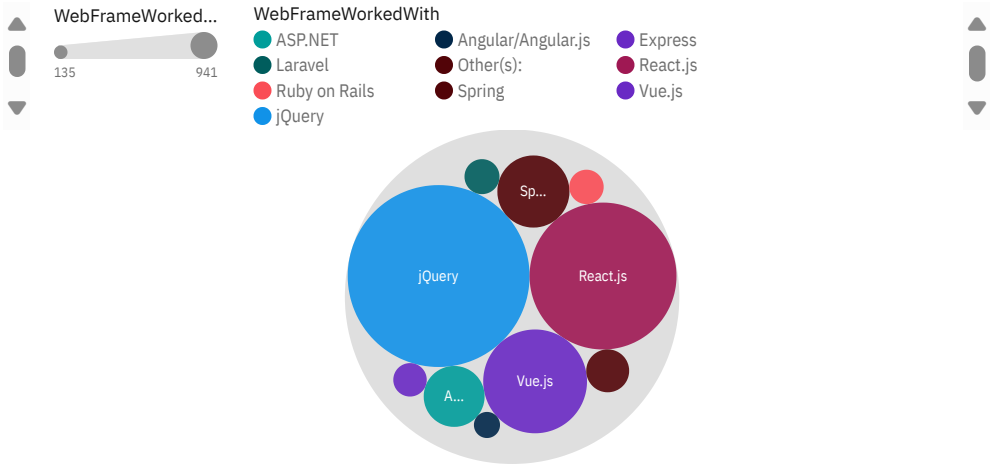 WebFrameWorked...
135
941
WebFrameWorkedWith
ASP.NET
Angular/Angular.js
Express
Laravel
Other(s):
React.js
Ruby on Rails
Spring
Vue.js
jQuery
Sp...
jQuery
React.js
Vue.js
A...